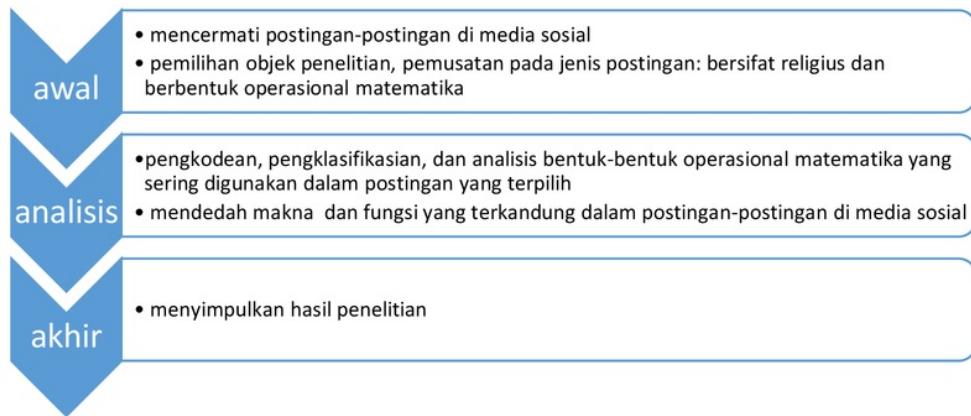 awal
• mencermati postingan-postingan di media sosial
• pemilihan objek penelitian, pemusatan pada jenis postingan: bersifat religius dan
berbentuk operasional matematika
analisis
•pengkodean, pengklasifikasian, dan analisis bentuk-bentuk operasional matematika yang
sering digunakan dalam postingan yang terpilih
• mendedah makna dan fungsi yang terkandung dalam postingan-postingan di media sosial
akhir
• menyimpulkan hasil penelitian